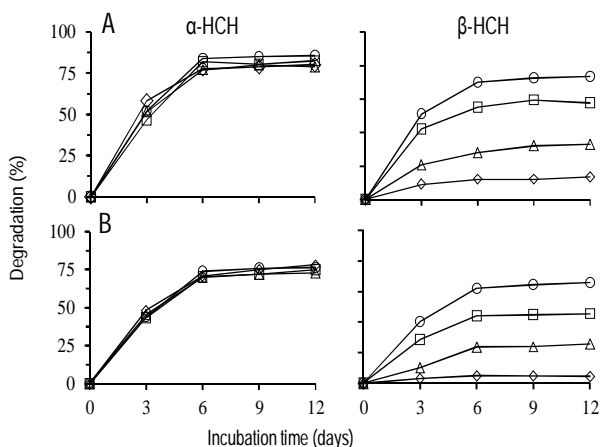 A
α-HCH
β-HCH
100
75
50
25
0
B
100
75
50
25
0
Degradation (%)
0 3 6 9 12
0 3 6 9 12
Incubation time (days)